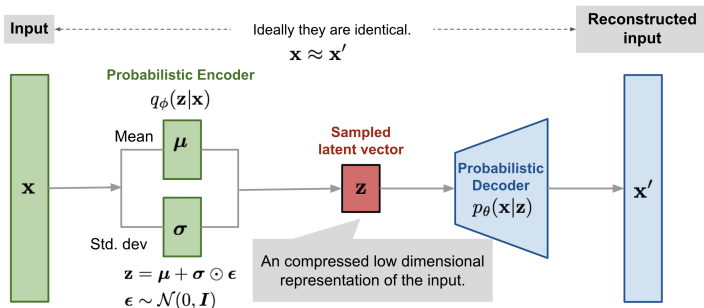 Input
Ideally they are identical.
x ≈ x′
Reconstructed
input
Probabilistic Encoder
qϕ(z|x)
Mean
μ
x
Std. dev
σ
z = μ + σ ⊙ ϵ
ϵ ∼ N(0, I)
Sampled
latent vector
z
An compressed low dimensional
representation of the input.
Probabilistic
Decoder
pθ(x|z)
x′